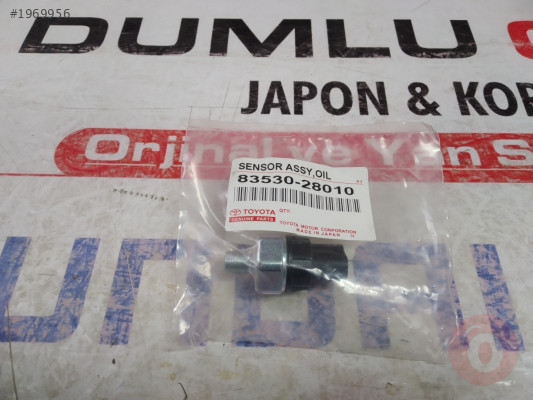 #1969956
DUMLU
JAPON & KOR
Orjinal ve Yan S
SENSOR ASSY,OIL
83530-28010
TOYOTA QTY.
GENUINE PARTS
TOYOTA MOTOR CORPORATION
MADE IN JAPAN